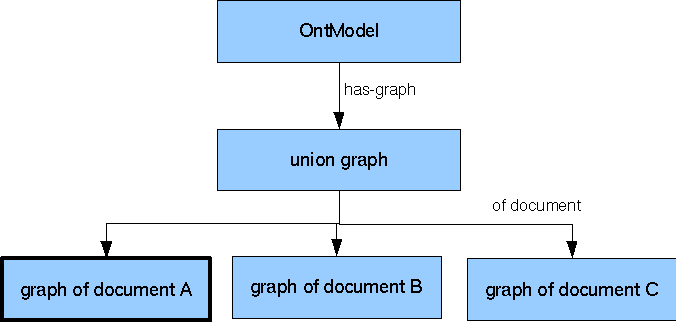 OntModel
has-graph
union graph
of document
graph of document A
graph of document B
graph of document C